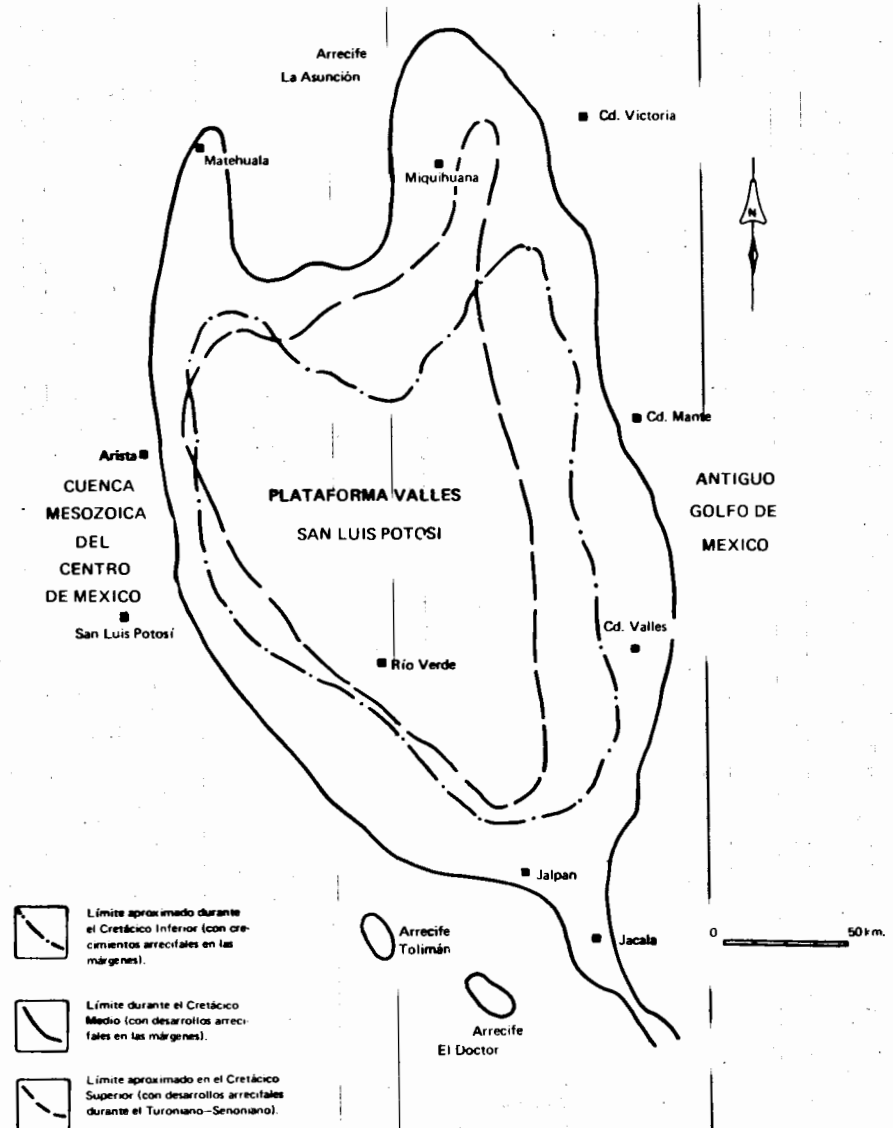 Arrecife
La Asunción
Cd. Victoria
Matehuala
Miquihuana
N
Cd. Mante
Arista
CUENCA
MESOZOICA
DEL
CENTRO
DE MEXICO
PLATAFORMA VALLES
SAN LUIS POTOSI
ANTIGUO
GOLFO DE
MEXICO
San Luis Potosí
Cd. Valles
Río Verde
Jalpan
Arrecife
Tolimán
Jacala
0 50 km.
Arrecife
El Doctor
Límite aproximado durante
el Cretácico Inferior (con cre-
cimientos arrecifales en las
márgenes).
Límite durante el Cretácico
Medio (con desarrollos arreci-
fales en las márgenes).
Límite aproximado en el Cretácico
Superior (con desarrollos arrecifales
durante el Turoniano—Senoniano).